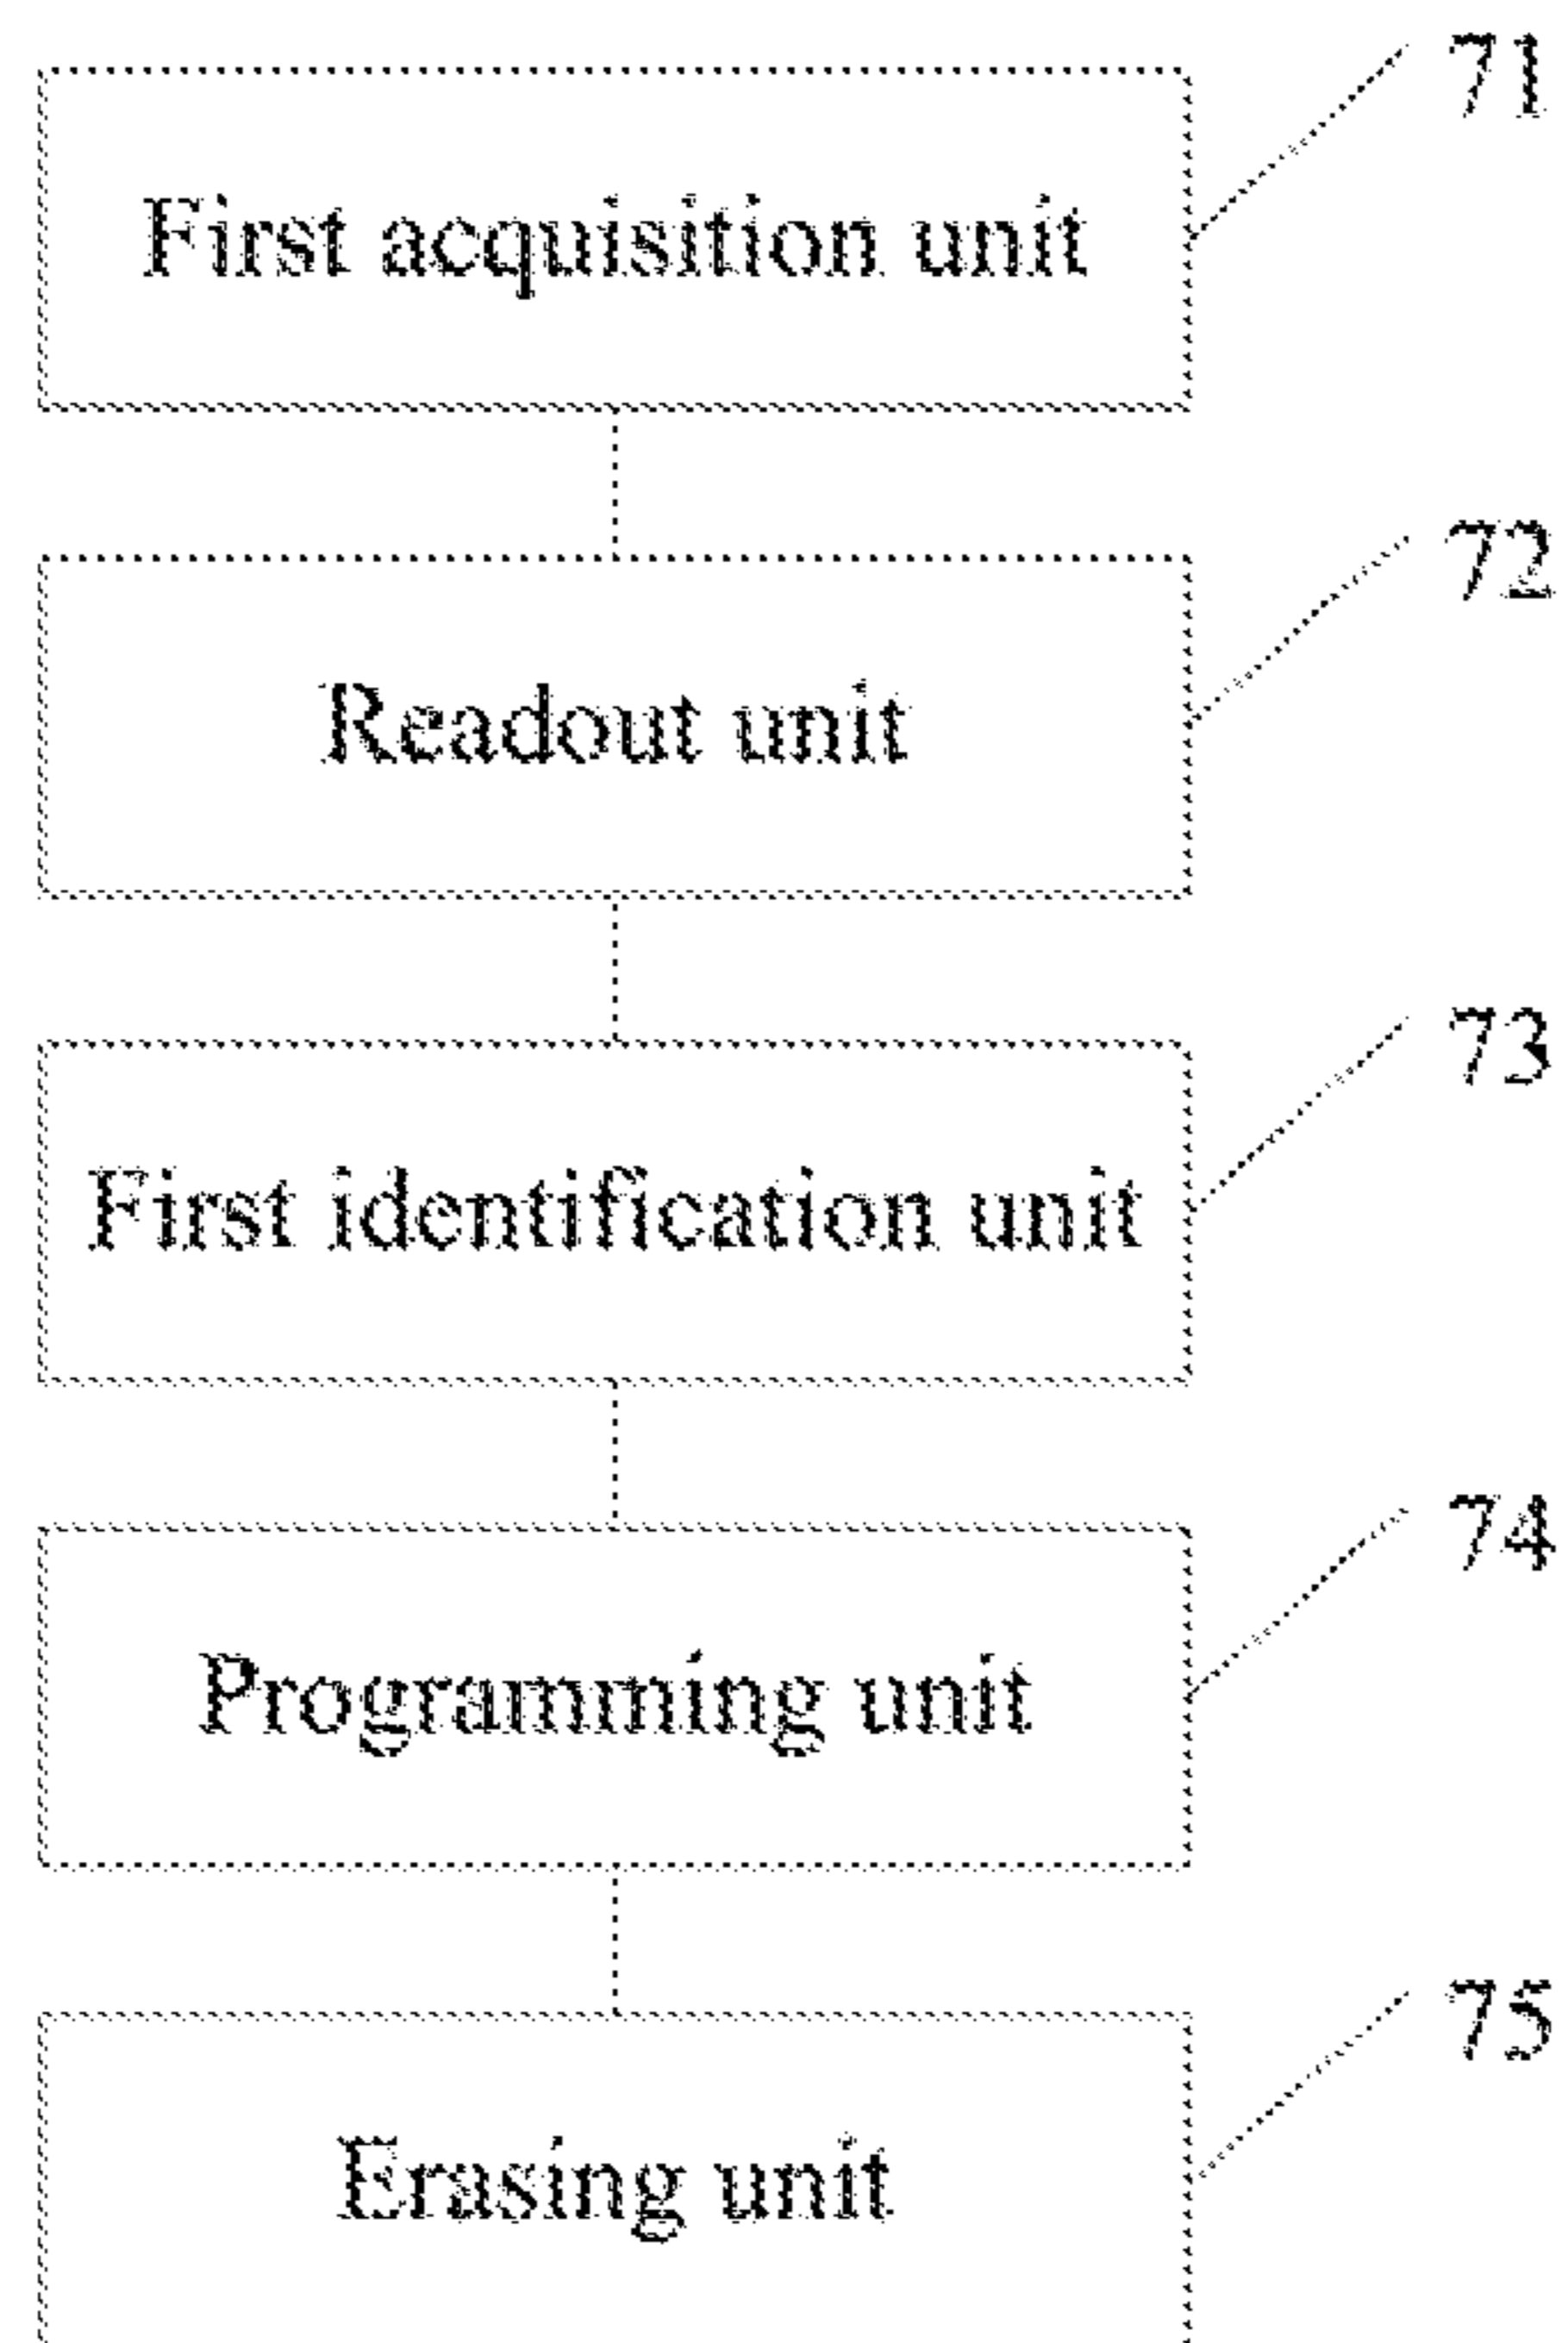 71
First acquisition unit
72
Readout unit
73
First identification unit
74
Programming unit
75
Erasing unit